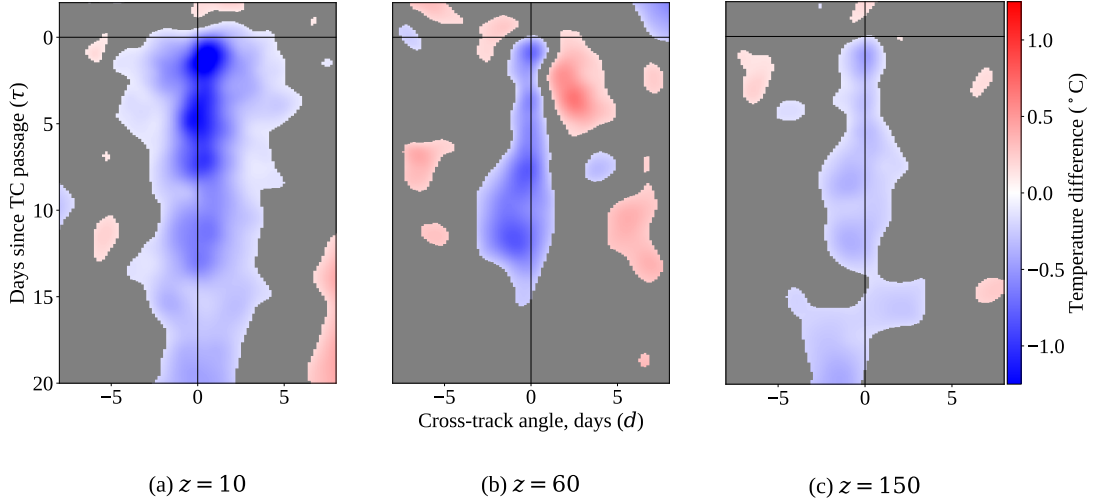 0
5
10
15
20
Days since TC passage (τ)
−5 0 5
−5 0 5
−5 0 5
Cross-track angle, days (d)
1.0
0.5
0.0
−0.5
−1.0
Temperature difference (°C)
(a) z = 10
(b) z = 60
(c) z = 150